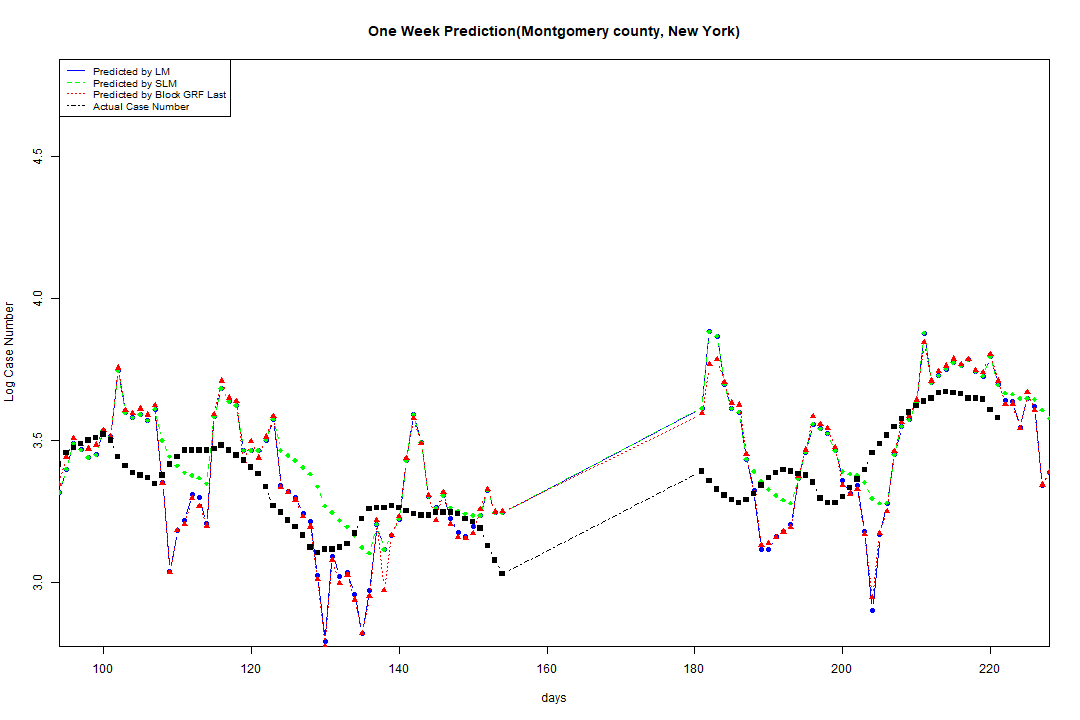 One Week Prediction(Montgomery county, New York)
Predicted by LM
Predicted by SLM
Predicted by Block GRF Last
Actual Case Number
Log Case Number
4.5
4.0
3.5
3.0
100 120 140 160 180 200 220
days